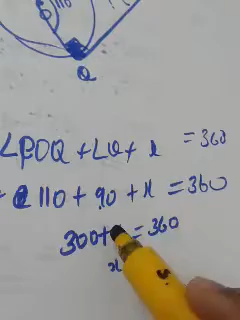 110
Q
∠POQ + ∠Q + x = 360
110 + 90 + x = 360
300+ = 360
x